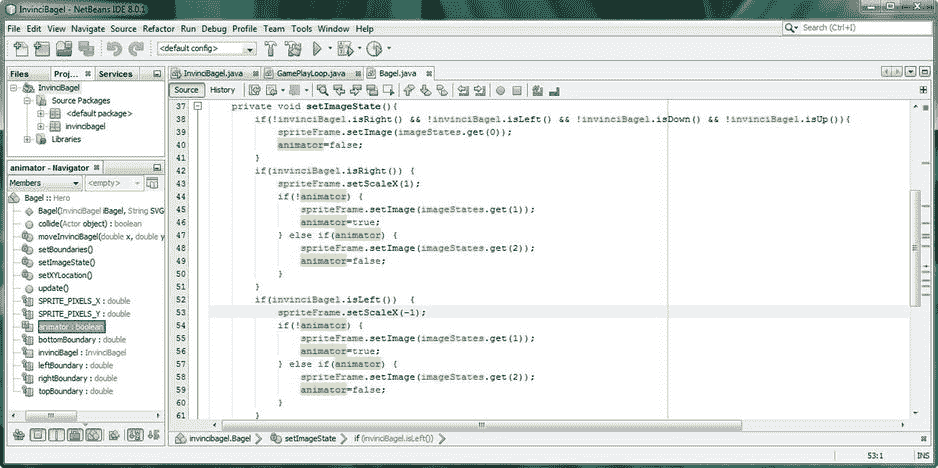 InvinciBagel - NetBeans IDE 8.0.1
File Edit View Navigate Source Refactor Run Debug Profile Team Tools Window Help
Search (Ctrl+I)
<default config>
Files Proj... Services
InvinciBagel
Source Packages
<default package>
invincibagel
Libraries
animator - Navigator
Members <empty>
Bagel :: Hero
Bagel(InvinciBagel iBagel, String SVG
collide(Actor object) : boolean
moveInvinciBagel(double x, double y
setBoundaries()
setImageState()
setXYLocation()
update()
SPRITE_PIXELS_X : double
SPRITE_PIXELS_Y : double
animator : boolean
bottomBoundary : double
invinciBagel : InvinciBagel
leftBoundary : double
rightBoundary : double
topBoundary : double
InvinciBagel.java GamePlayLoop.java Bagel.java
Source History
37 private void setImageState(){
38 if(!invinciBagel.isRight() && !invinciBagel.isLeft() && !invinciBagel.isDown() && !invinciBagel.isUp()){
39 spriteFrame.setImage(imageStates.get(0));
40 animator=false;
41 }
42 if(invinciBagel.isRight()) {
43 spriteFrame.setScaleX(1);
44 if(!animator) {
45 spriteFrame.setImage(imageStates.get(1));
46 animator=true;
47 } else if(animator) {
48 spriteFrame.setImage(imageStates.get(2));
49 animator=false;
50 }
51 }
52 if(invinciBagel.isLeft()) {
53 spriteFrame.setScaleX(-1);
54 if(!animator) {
55 spriteFrame.setImage(imageStates.get(1));
56 animator=true;
57 } else if(animator) {
58 spriteFrame.setImage(imageStates.get(2));
59 animator=false;
60 }
61 }
invincibagel.Bagel setImageState if (invinciBagel.isLeft())
53:1 INS